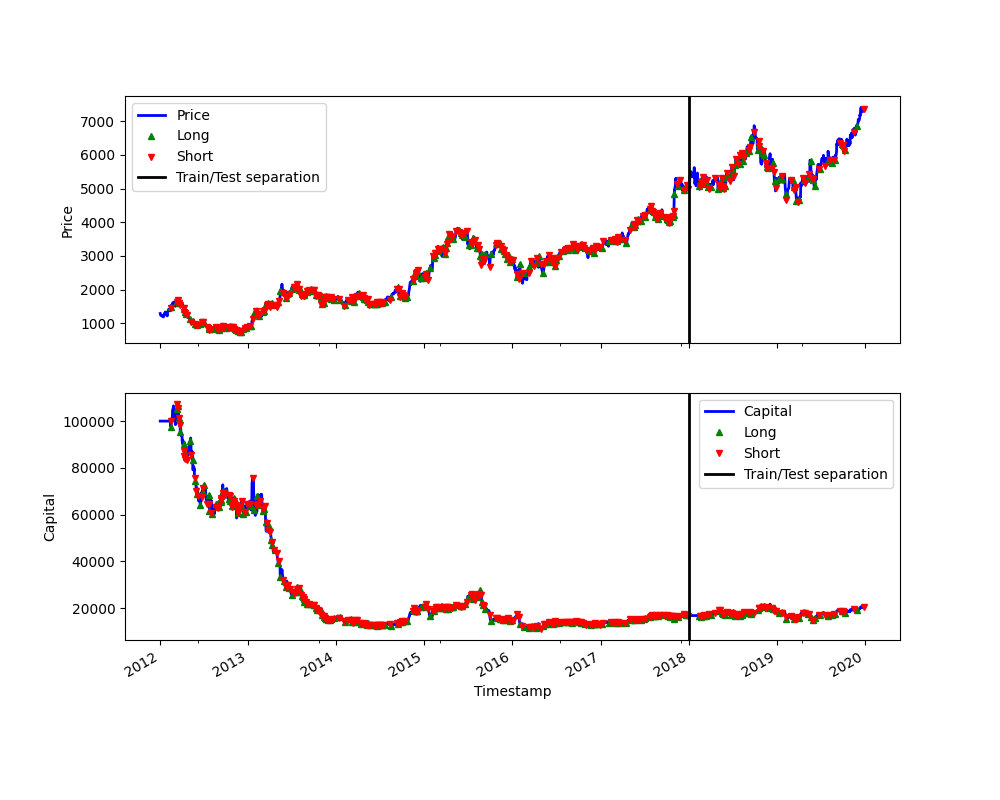 Price
Long
Short
Train/Test separation
7000
6000
5000
4000
3000
2000
1000
Price
Capital
Long
Short
Train/Test separation
100000
80000
60000
40000
20000
Capital
2012 2013 2014 2015 2016 2017 2018 2019 2020
Timestamp